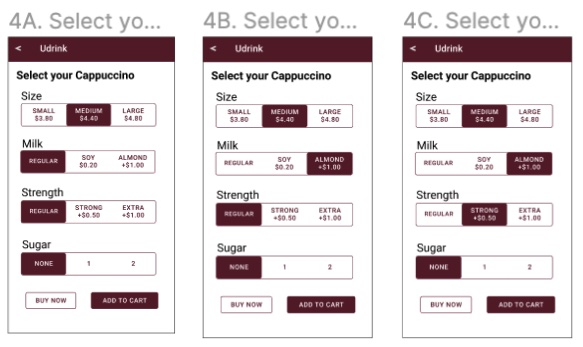 4A. Select yo...
< Udrink
Select your Cappuccino
Size
SMALL MEDIUM LARGE
$3.80 $4.40 $4.80
Milk
REGULAR SOY ALMOND
$0.20 +$1.00
Strength
REGULAR STRONG EXTRA
+$0.50 +$1.00
Sugar
NONE 1 2
BUY NOW ADD TO CART
4B. Select yo...
< Udrink
Select your Cappuccino
Size
SMALL MEDIUM LARGE
$3.80 $4.40 $4.80
Milk
REGULAR SOY ALMOND
$0.20 +$1.00
Strength
REGULAR STRONG EXTRA
+$0.50 +$1.00
Sugar
NONE 1 2
BUY NOW ADD TO CART
4C. Select yo...
< Udrink
Select your Cappuccino
Size
SMALL MEDIUM LARGE
$3.80 $4.40 $4.80
Milk
REGULAR SOY ALMOND
$0.20 +$1.00
Strength
REGULAR STRONG EXTRA
+$0.50 +$1.00
Sugar
NONE 1 2
BUY NOW ADD TO CART